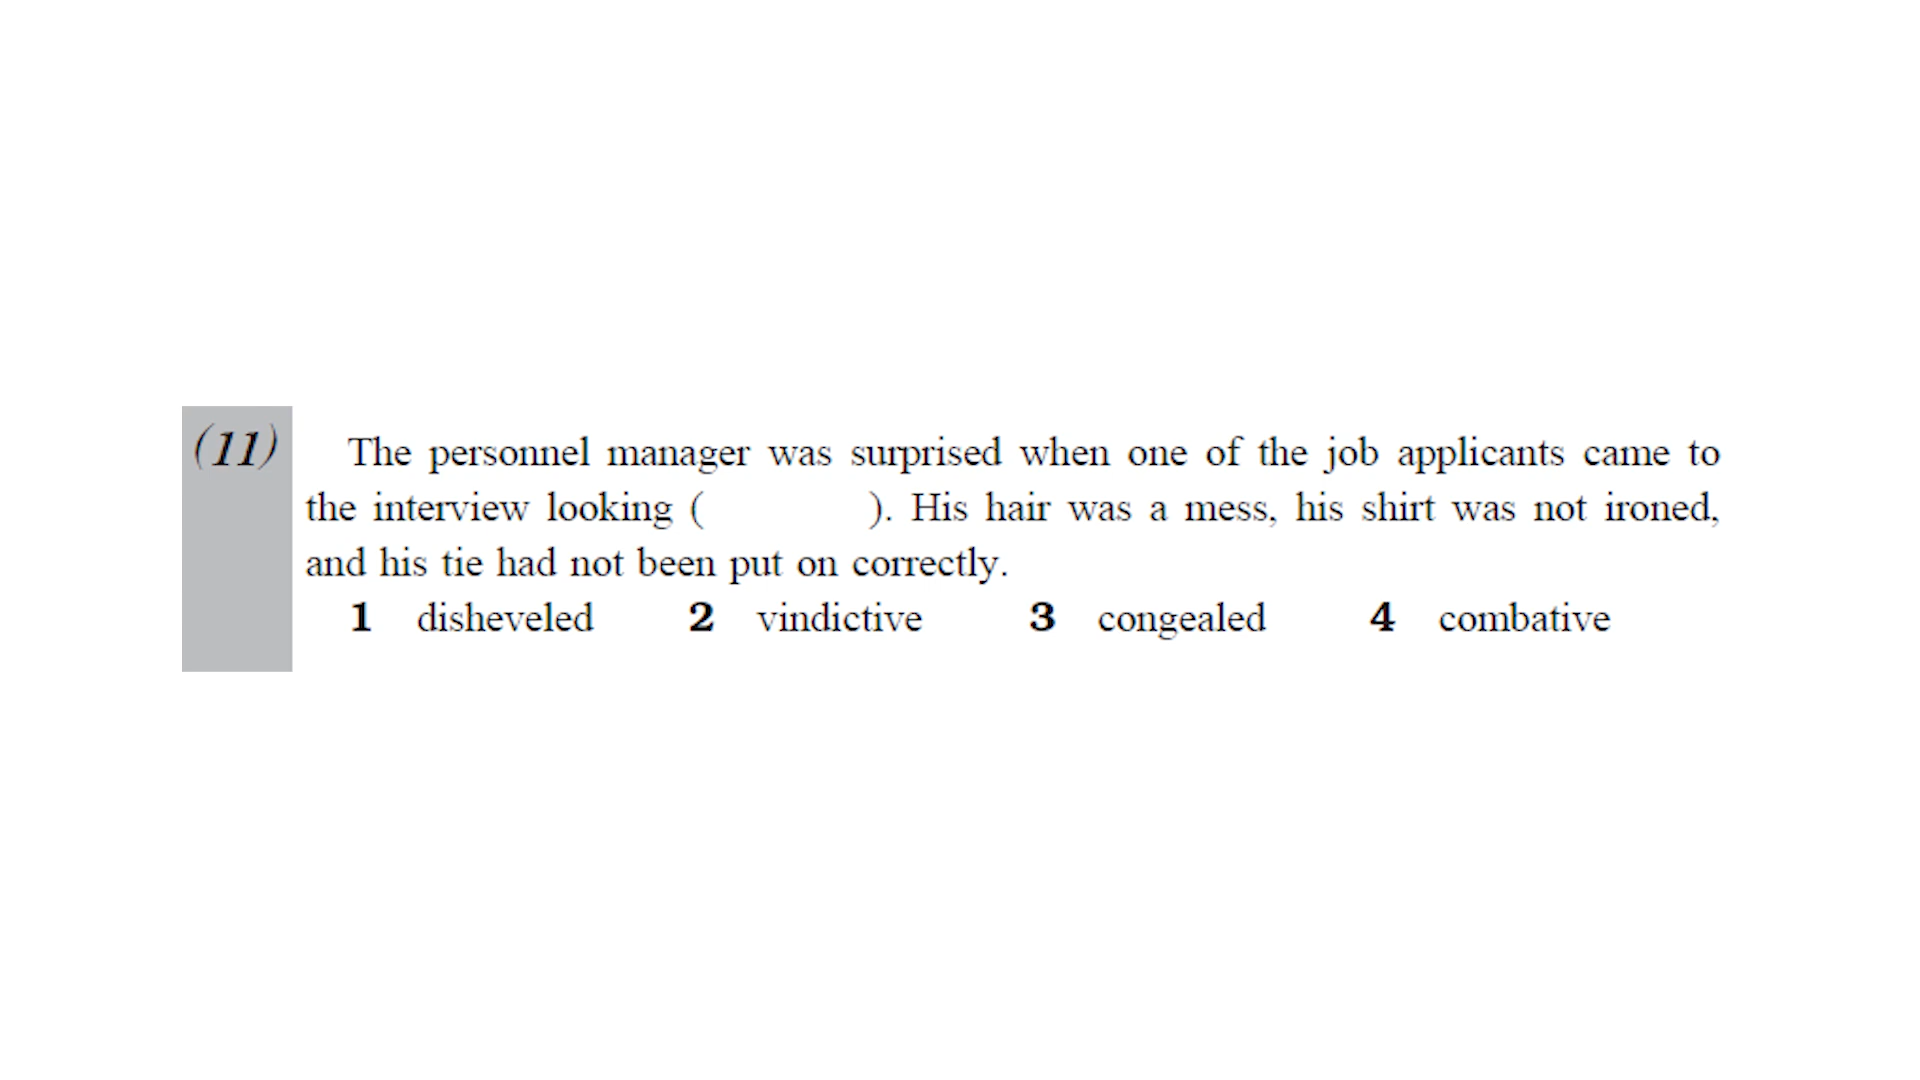 (11) The personnel manager was surprised when one of the job applicants came to
the interview looking ( ). His hair was a mess, his shirt was not ironed,
and his tie had not been put on correctly.
1 disheveled 2 vindictive 3 congealed 4 combative